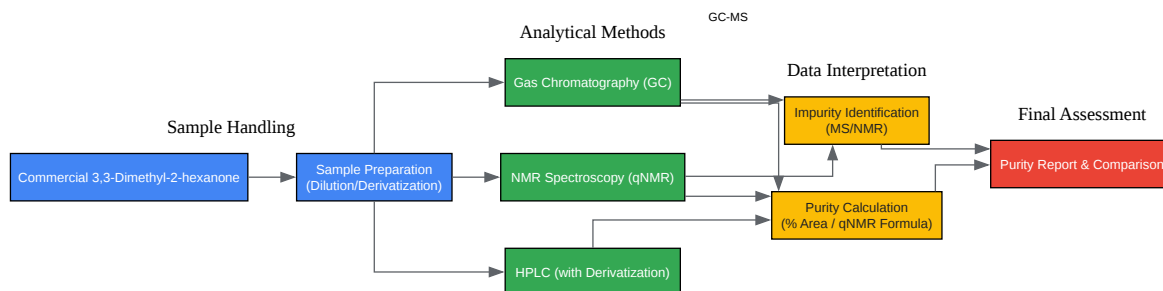 GC-MS
Analytical Methods
Gas Chromatography (GC)
Data Interpretation
Impurity Identification
(MS/NMR)
Final Assessment
Sample Handling
Commercial 3,3-Dimethyl-2-hexanone
Sample Preparation
(Dilution/Derivatization)
NMR Spectroscopy (qNMR)
Purity Report & Comparison
Purity Calculation
(% Area / qNMR Formula)
HPLC (with Derivatization)